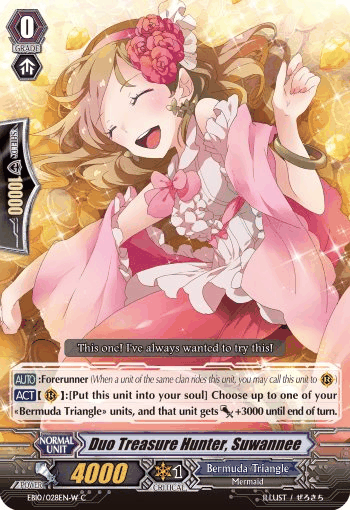 0
GRADE
SHIELD
10000
This one! I've always wanted to try this!
AUTO :Forerunner (When a unit of the same clan rides this unit, you may call this unit to RC)
ACT [RC]:[Put this unit into your soul] Choose up to one of your
«Bermuda Triangle» units, and that unit gets +3000 until end of turn.
NORMAL
UNIT
Duo Treasure Hunter, Suwannee
POWER
4000
1
CRITICAL
Bermuda Triangle
Mermaid
EB10/028EN-W C
ILLUST / ぜろきち